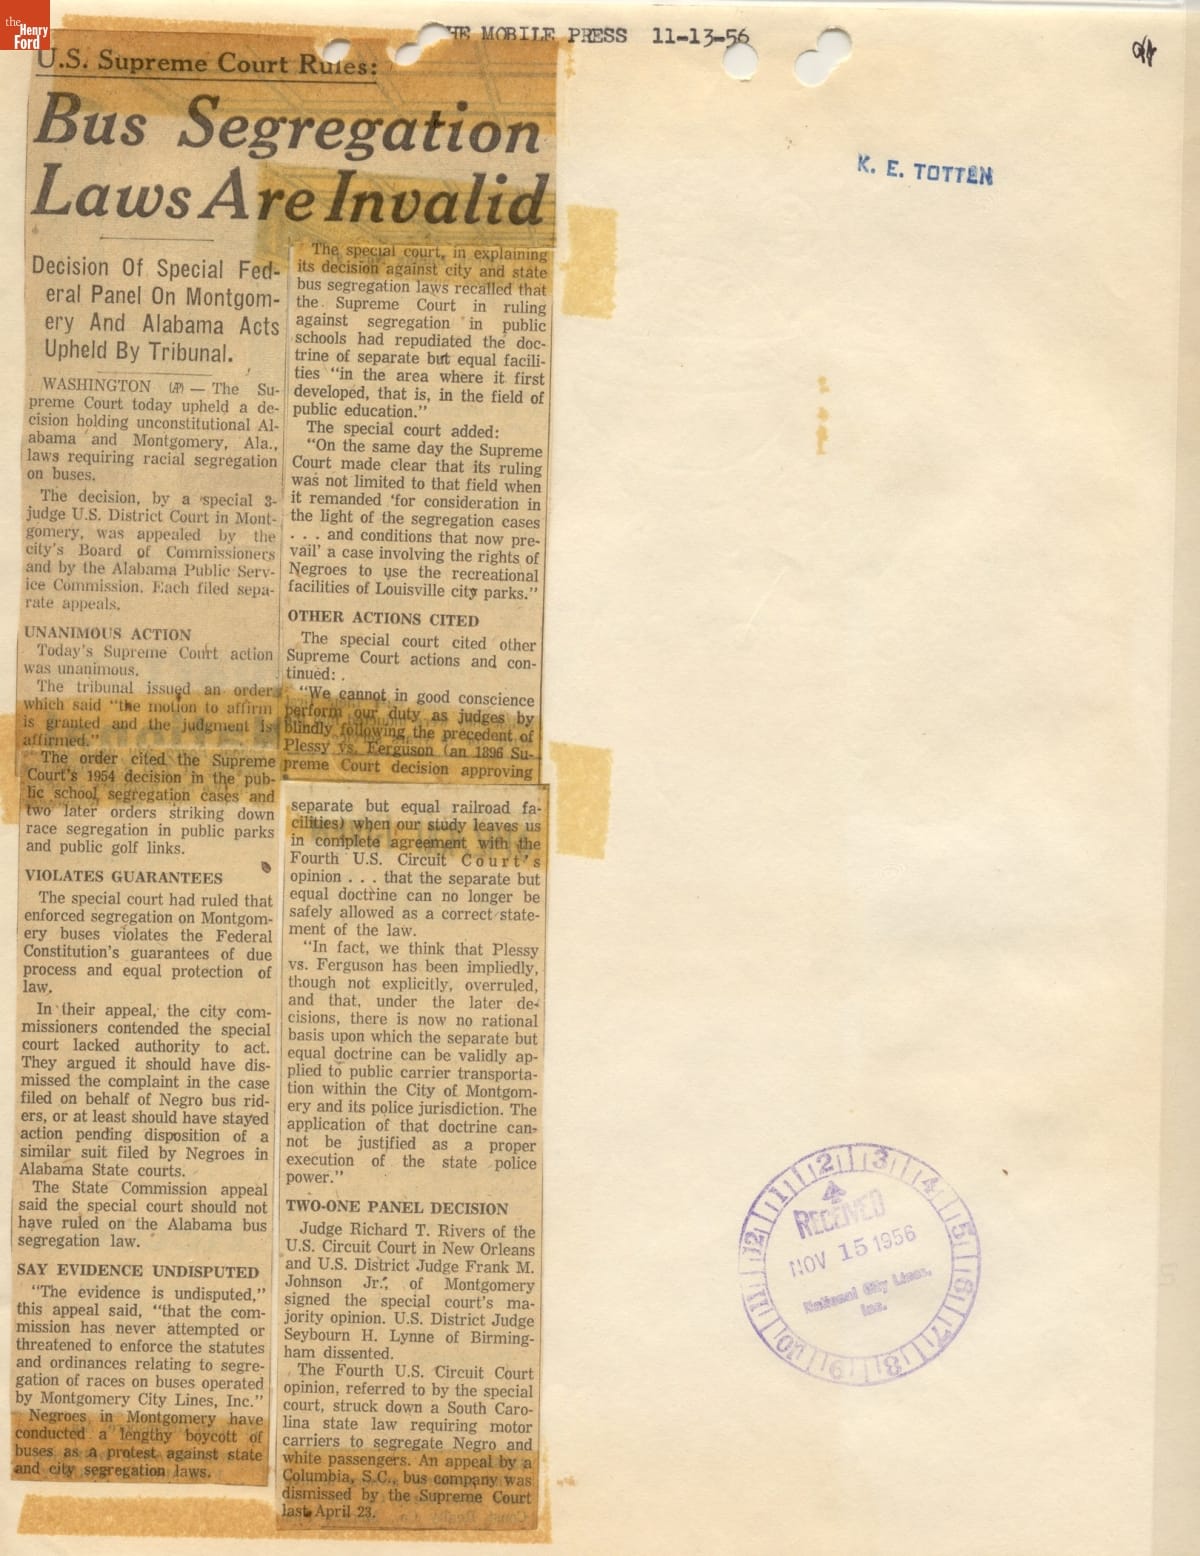 the
Henry
Ford
THE MOBILE PRESS 11-13-56
K. E. TOTTEN
U.S. Supreme Court Rules:
Bus Segregation
Laws Are Invalid
Decision Of Special Fed-
eral Panel On Montgom-
ery And Alabama Acts
Upheld By Tribunal.
WASHINGTON (AP) — The Su-
preme Court today upheld a de-
cision holding unconstitutional Al-
abama and Montgomery, Ala.,
laws requiring racial segregation
on buses.
The decision, by a special 3-
judge U.S. District Court in Mont-
gomery, was appealed by the
city's Board of Commissioners
and by the Alabama Public Serv-
ice Commission. Each filed sepa-
rate appeals.
UNANIMOUS ACTION
Today's Supreme Court action
was unanimous.
The tribunal issued an order
which said "the motion to affirm
is granted and the judgment is
affirmed."
The order cited the Supreme
Court's 1954 decision in the pub-
lic school segregation cases and
two later orders striking down
race segregation in public parks
and public golf links.
VIOLATES GUARANTEES
The special court had ruled that
enforced segregation on Montgom-
ery buses violates the Federal
Constitution's guarantees of due
process and equal protection of
law.
In their appeal, the city com-
missioners contended the special
court lacked authority to act.
They argued it should have dis-
missed the complaint in the case
filed on behalf of Negro bus rid-
ers, or at least should have stayed
action pending disposition of a
similar suit filed by Negroes in
Alabama State courts.
The State Commission appeal
said the special court should not
have ruled on the Alabama bus
segregation law.
SAY EVIDENCE UNDISPUTED
"The evidence is undisputed,"
this appeal said, "that the com-
mission has never attempted or
threatened to enforce the statutes
and ordinances relating to segre-
gation of races on buses operated
by Montgomery City Lines, Inc."
Negroes in Montgomery have
conducted a lengthy boycott of
buses as a protest against state
and city segregation laws.
The special court, in explaining
its decision against city and state
bus segregation laws recalled that
the Supreme Court in ruling
against segregation in public
schools had repudiated the doc-
trine of separate but equal facili-
ties "in the area where it first
developed, that is, in the field of
public education."
The special court added:
"On the same day the Supreme
Court made clear that its ruling
was not limited to that field when
it remanded 'for consideration in
the light of the segregation cases
. . . and conditions that now pre-
vail' a case involving the rights of
Negroes to use the recreational
facilities of Louisville city parks."
OTHER ACTIONS CITED
The special court cited other
Supreme Court actions and con-
tinued:
"We cannot in good conscience
perform our duty as judges by
blindly following the precedent of
Plessy vs. Ferguson (an 1896 Su-
preme Court decision approving
separate but equal railroad fa-
cilities) when our study leaves us
in complete agreement with the
Fourth U.S. Circuit Court's
opinion . . . that the separate but
equal doctrine can no longer be
safely allowed as a correct state-
ment of the law.
"In fact, we think that Plessy
vs. Ferguson has been impliedly,
though not explicitly, overruled,
and that, under the later de-
cisions, there is now no rational
basis upon which the separate but
equal doctrine can be validly ap-
plied to public carrier transporta-
tion within the City of Montgom-
ery and its police jurisdiction. The
application of that doctrine can-
not be justified as a proper
execution of the state police
power."
TWO-ONE PANEL DECISION
Judge Richard T. Rivers of the
U.S. Circuit Court in New Orleans
and U.S. District Judge Frank M.
Johnson Jr., of Montgomery
signed the special court's ma-
jority opinion. U.S. District Judge
Seybourn H. Lynne of Birming-
ham dissented.
The Fourth U.S. Circuit Court
opinion, referred to by the special
court, struck down a South Caro-
lina state law requiring motor
carriers to segregate Negro and
white passengers. An appeal by a
Columbia, S.C., bus company was
dismissed by the Supreme Court
last April 23.
1 2 3 4 5 6 7 8 9 10 11 12
RECEIVED
NOV 15 1956
National City Lines,
Inc.